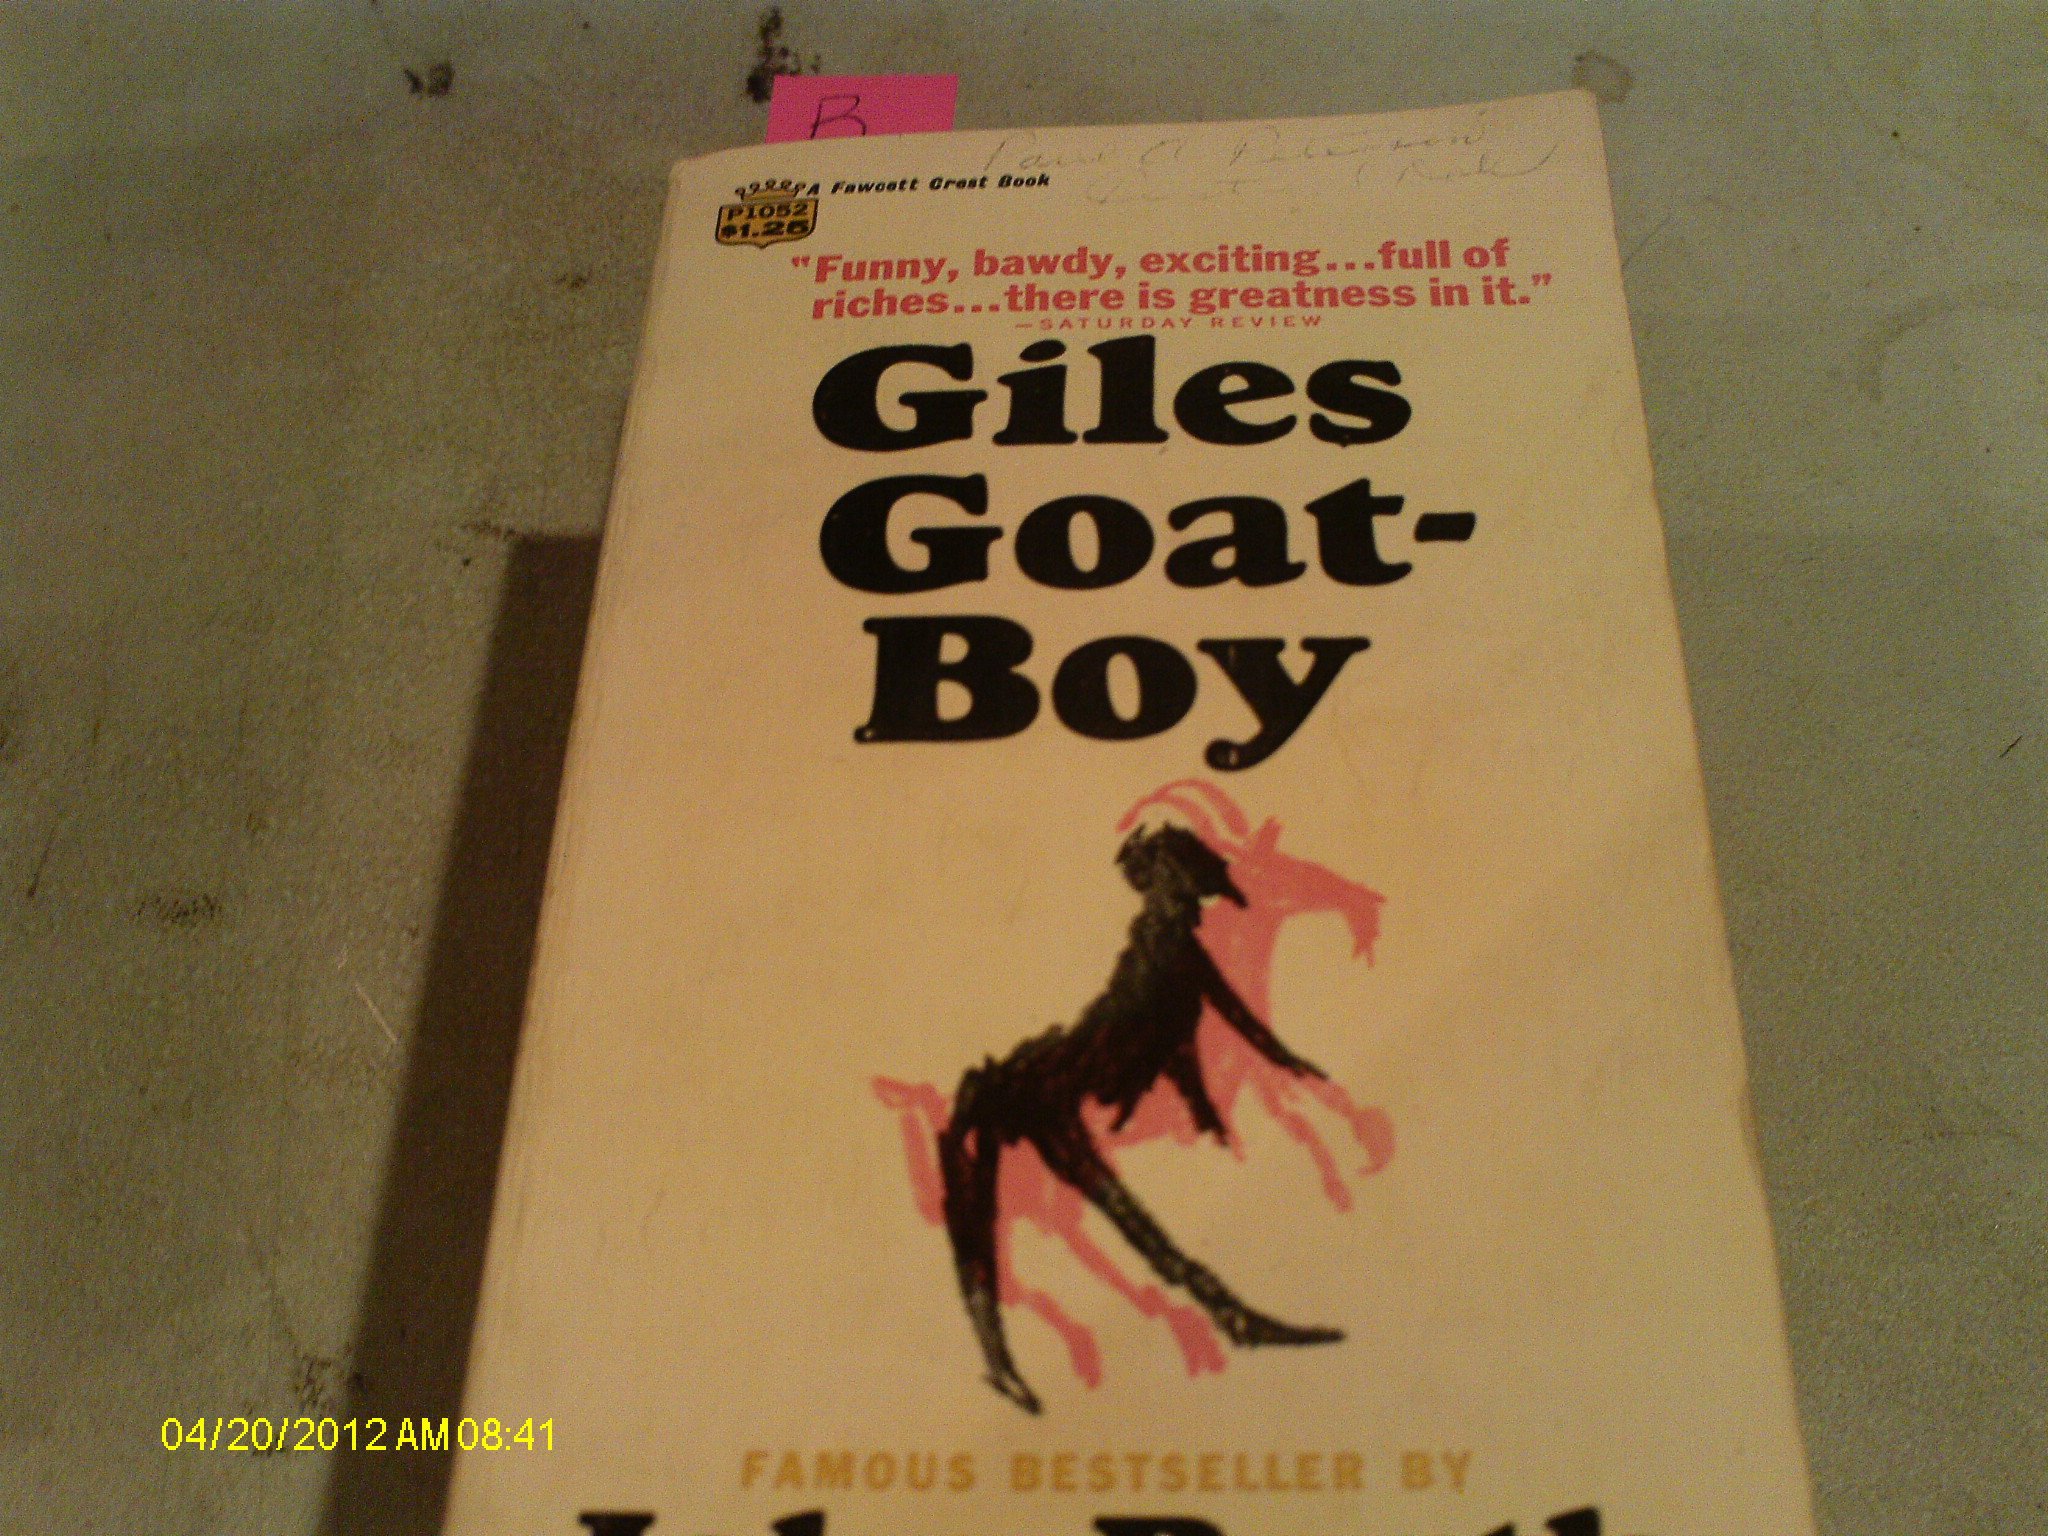 B
A Fawcett Crest Book
P1052
$1.25
"Funny, bawdy, exciting...full of
riches...there is greatness in it."
—SATURDAY REVIEW
Giles
Goat-
Boy
FAMOUS BESTSELLER BY
04/20/2012 AM 08:41